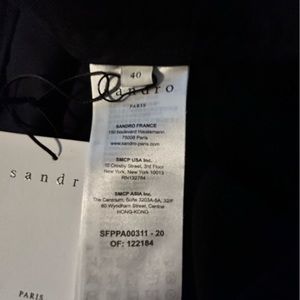 40
sandro
PARIS
SANDRO FRANCE
150 boulevard Haussmann,
75008 Paris
www.sandro-paris.com
SMCP USA Inc.
10 Crosby Street, 3rd Floor
New York, New York 10013
RN132784
SMCP ASIA Inc.
The Centrium, Suite 3203A-5A, 32/F
60 Wyndham Street, Central
HONG-KONG
SFPPA00311 - 20
OF: 122184
sandr
PARIS